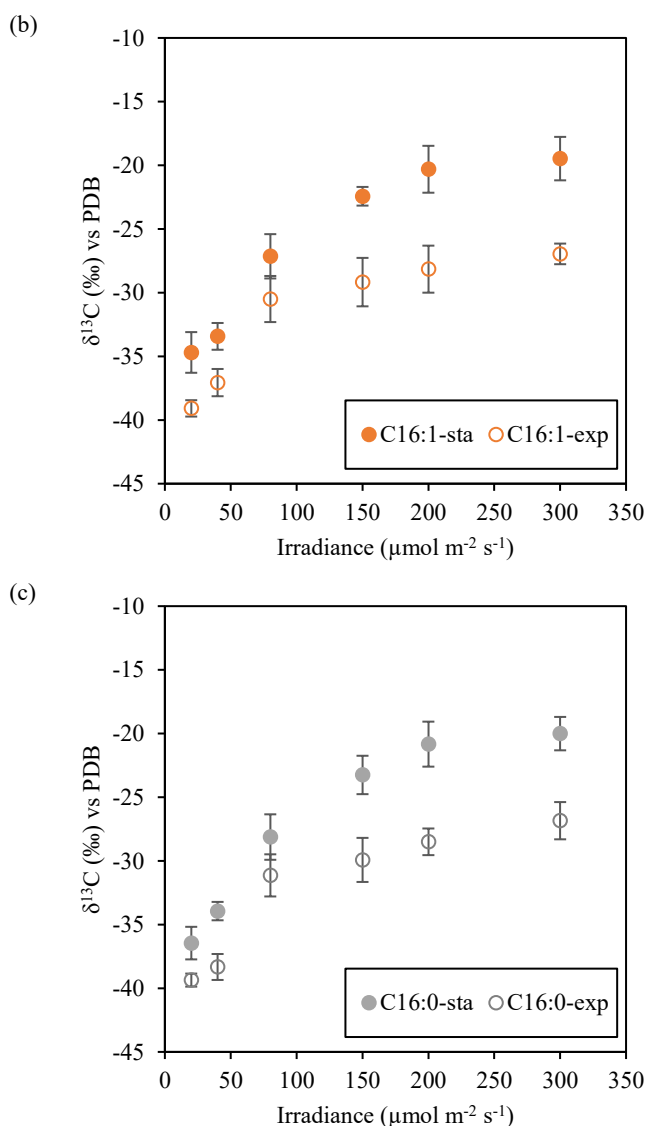 (b)
-10
-15
-20
-25
-30
-35
-40
-45
δ13C (‰) vs PDB
C16:1-sta C16:1-exp
0 50 100 150 200 250 300 350
Irradiance (µmol m-2 s-1)
(c)
-10
-15
-20
-25
-30
-35
-40
-45
δ13C (‰) vs PDB
C16:0-sta C16:0-exp
0 50 100 150 200 250 300 350
Irradiance (µmol m-2 s-1)